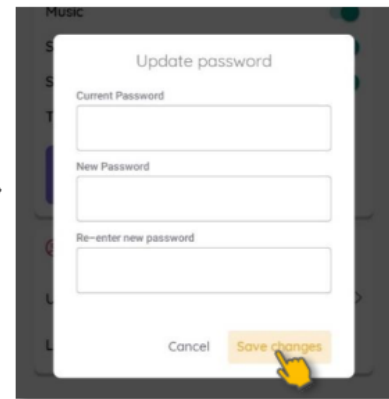 Music
S
S
T
Update password
Current Password
New Password
Re-enter new password
L
Cancel
Save changes